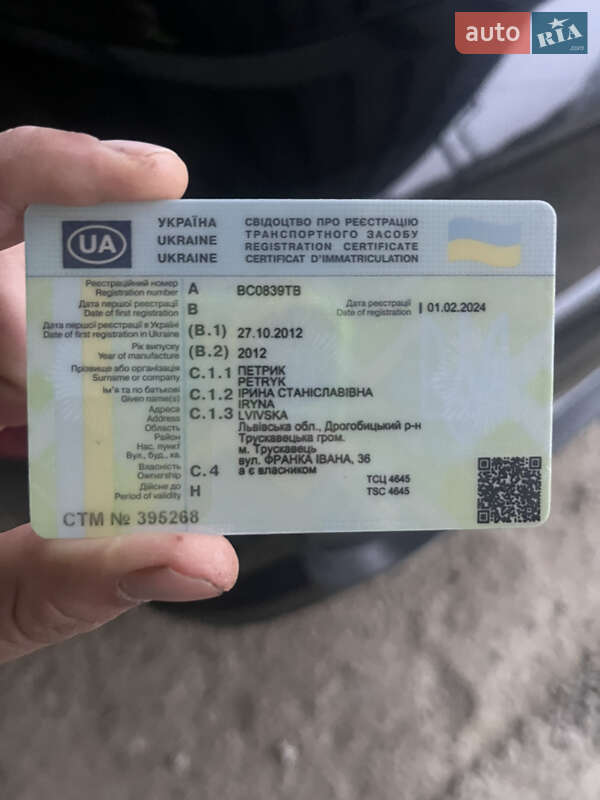 auto RIA .com
УКРАЇНА
UKRAINE
UKRAINE
СВІДОЦТВО ПРО РЕЄСТРАЦІЮ
ТРАНСПОРТНОГО ЗАСОБУ
REGISTRATION CERTIFICATE
CERTIFICAT D'IMMATRICULATION
UA
Реєстраційний номер
Registration number
A
BC0839TB
Дата першої реєстрації
Date of first registration
B
Дата реєстрації
Date of registration
I 01.02.2024
Дата першої реєстрації в Україні
Date of first registration in Ukraine
(B.1) 27.10.2012
Рік випуску
Year of manufacture
(B.2) 2012
Прізвище або організація
Surname or company
C.1.1 ПЕТРИК
PETRYK
Ім'я та по батькові
Given name(s)
C.1.2 ІРИНА СТАНІСЛАВІВНА
IRYNA
Адреса
Address
C.1.3 LVIVSKA
Область
Район
Нас. пункт
Вул., буд., кв.
Львівська обл., Дрогобицький р-н
Трускавецька гром.
м. Трускавець
вул. ФРАНКА ІВАНА, 36
Власність
Ownership
C.4 а є власником
Дійсне до
Period of validity
H
ТСЦ 4645
TSC 4645
СТМ № 395268